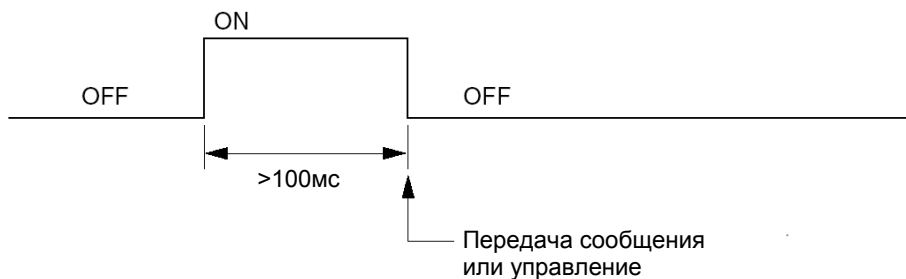 ON
OFF
OFF
>100мс
Передача сообщения
или управление